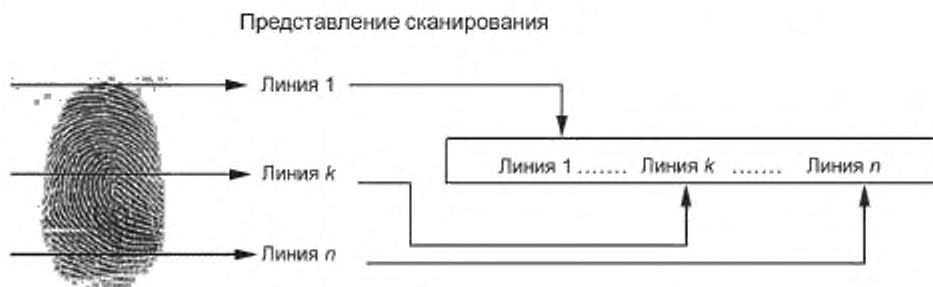 Представление сканирования
Линия 1
Линия k
Линия n
Линия 1 ....... Линия k ....... Линия n